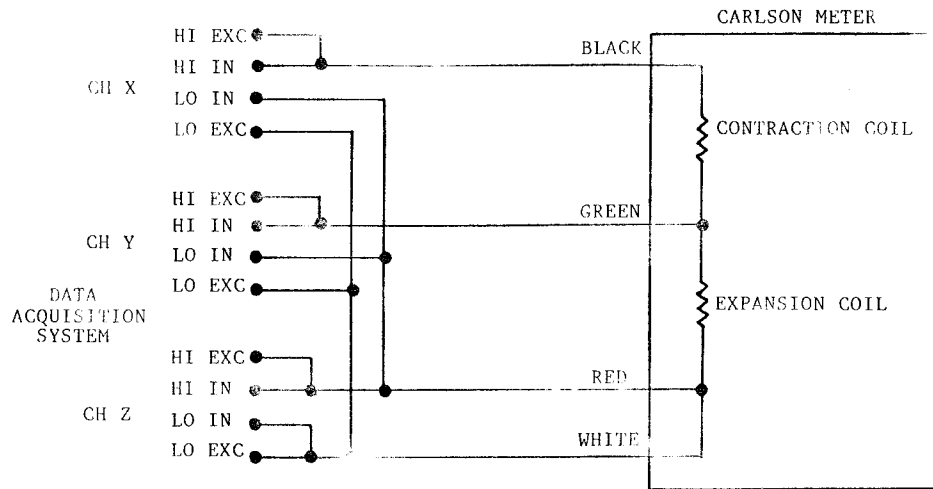 CARLSON METER
HI EXC
BLACK
HI IN
CH X
LO IN
LO EXC
CONTRACTION COIL
HI EXC
GREEN
HI IN
CH Y
LO IN
LO EXC
DATA
ACQUISITION
SYSTEM
EXPANSION COIL
HI EXC
RED
HI IN
CH Z
LO IN
WHITE
LO EXC